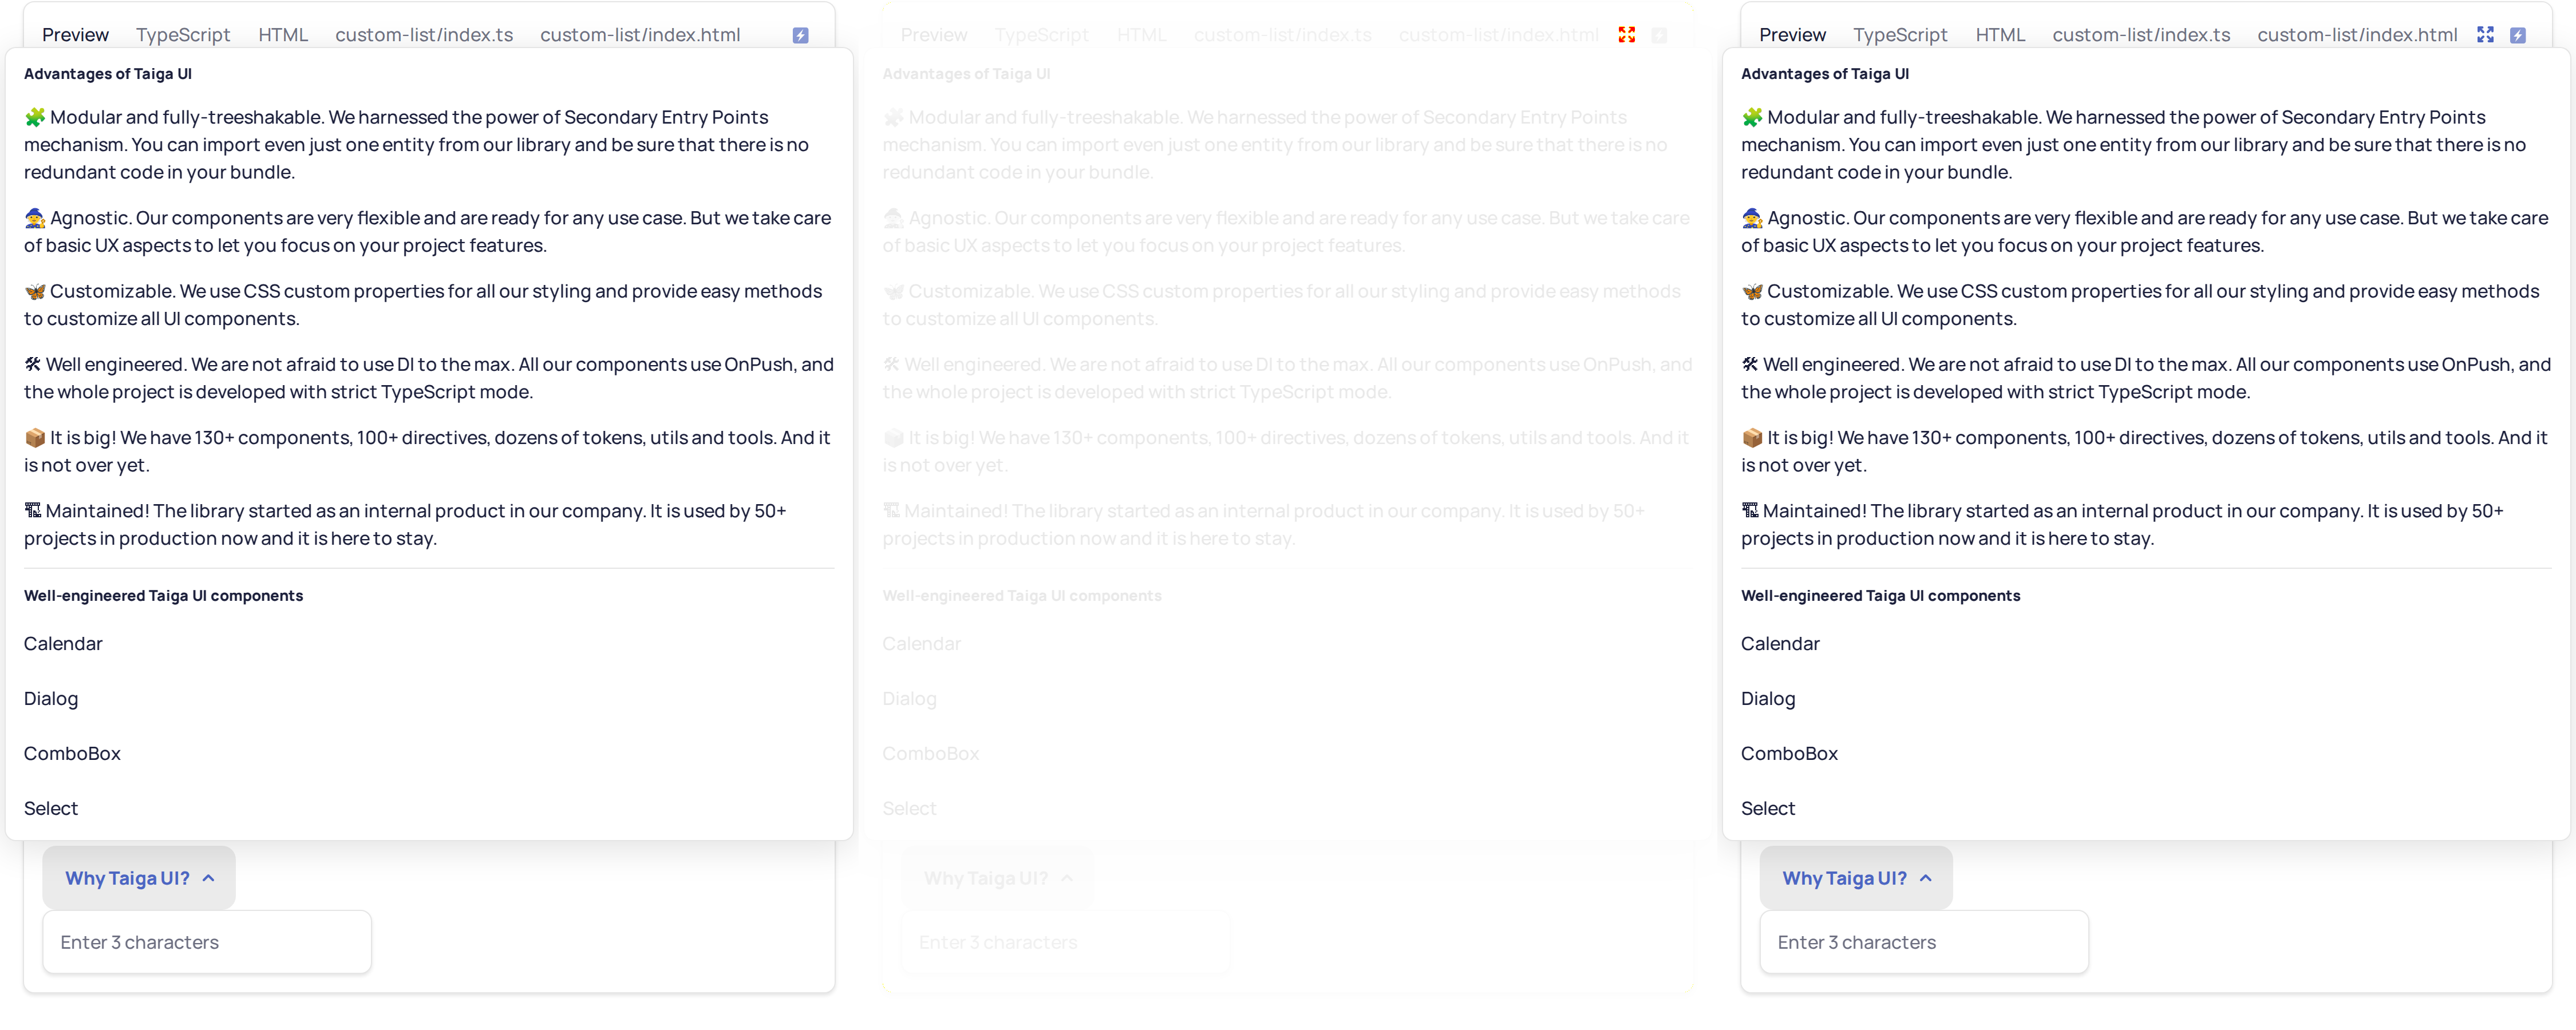 Preview TypeScript HTML custom-list/index.ts custom-list/index.html
Advantages of Taiga UI
🧩 Modular and fully-treeshakable. We harnessed the power of Secondary Entry Points
mechanism. You can import even just one entity from our library and be sure that there is no
redundant code in your bundle.
🧙 Agnostic. Our components are very flexible and are ready for any use case. But we take care
of basic UX aspects to let you focus on your project features.
🦋 Customizable. We use CSS custom properties for all our styling and provide easy methods
to customize all UI components.
🛠 Well engineered. We are not afraid to use DI to the max. All our components use OnPush, and
the whole project is developed with strict TypeScript mode.
📦 It is big! We have 130+ components, 100+ directives, dozens of tokens, utils and tools. And it
is not over yet.
🏗 Maintained! The library started as an internal product in our company. It is used by 50+
projects in production now and it is here to stay.
Well-engineered Taiga UI components
Calendar
Dialog
ComboBox
Select
Why Taiga UI?
Enter 3 characters
Preview TypeScript HTML custom-list/index.ts custom-list/index.html
Advantages of Taiga UI
🧩 Modular and fully-treeshakable. We harnessed the power of Secondary Entry Points
mechanism. You can import even just one entity from our library and be sure that there is no
redundant code in your bundle.
🧙 Agnostic. Our components are very flexible and are ready for any use case. But we take care
of basic UX aspects to let you focus on your project features.
🦋 Customizable. We use CSS custom properties for all our styling and provide easy methods
to customize all UI components.
🛠 Well engineered. We are not afraid to use DI to the max. All our components use OnPush, and
the whole project is developed with strict TypeScript mode.
📦 It is big! We have 130+ components, 100+ directives, dozens of tokens, utils and tools. And it
is not over yet.
🏗 Maintained! The library started as an internal product in our company. It is used by 50+
projects in production now and it is here to stay.
Well-engineered Taiga UI components
Calendar
Dialog
ComboBox
Select
Why Taiga UI?
Enter 3 characters
Preview TypeScript HTML custom-list/index.ts custom-list/index.html
Advantages of Taiga UI
🧩 Modular and fully-treeshakable. We harnessed the power of Secondary Entry Points
mechanism. You can import even just one entity from our library and be sure that there is no
redundant code in your bundle.
🧙 Agnostic. Our components are very flexible and are ready for any use case. But we take care
of basic UX aspects to let you focus on your project features.
🦋 Customizable. We use CSS custom properties for all our styling and provide easy methods
to customize all UI components.
🛠 Well engineered. We are not afraid to use DI to the max. All our components use OnPush, and
the whole project is developed with strict TypeScript mode.
📦 It is big! We have 130+ components, 100+ directives, dozens of tokens, utils and tools. And it
is not over yet.
🏗 Maintained! The library started as an internal product in our company. It is used by 50+
projects in production now and it is here to stay.
Well-engineered Taiga UI components
Calendar
Dialog
ComboBox
Select
Why Taiga UI?
Enter 3 characters